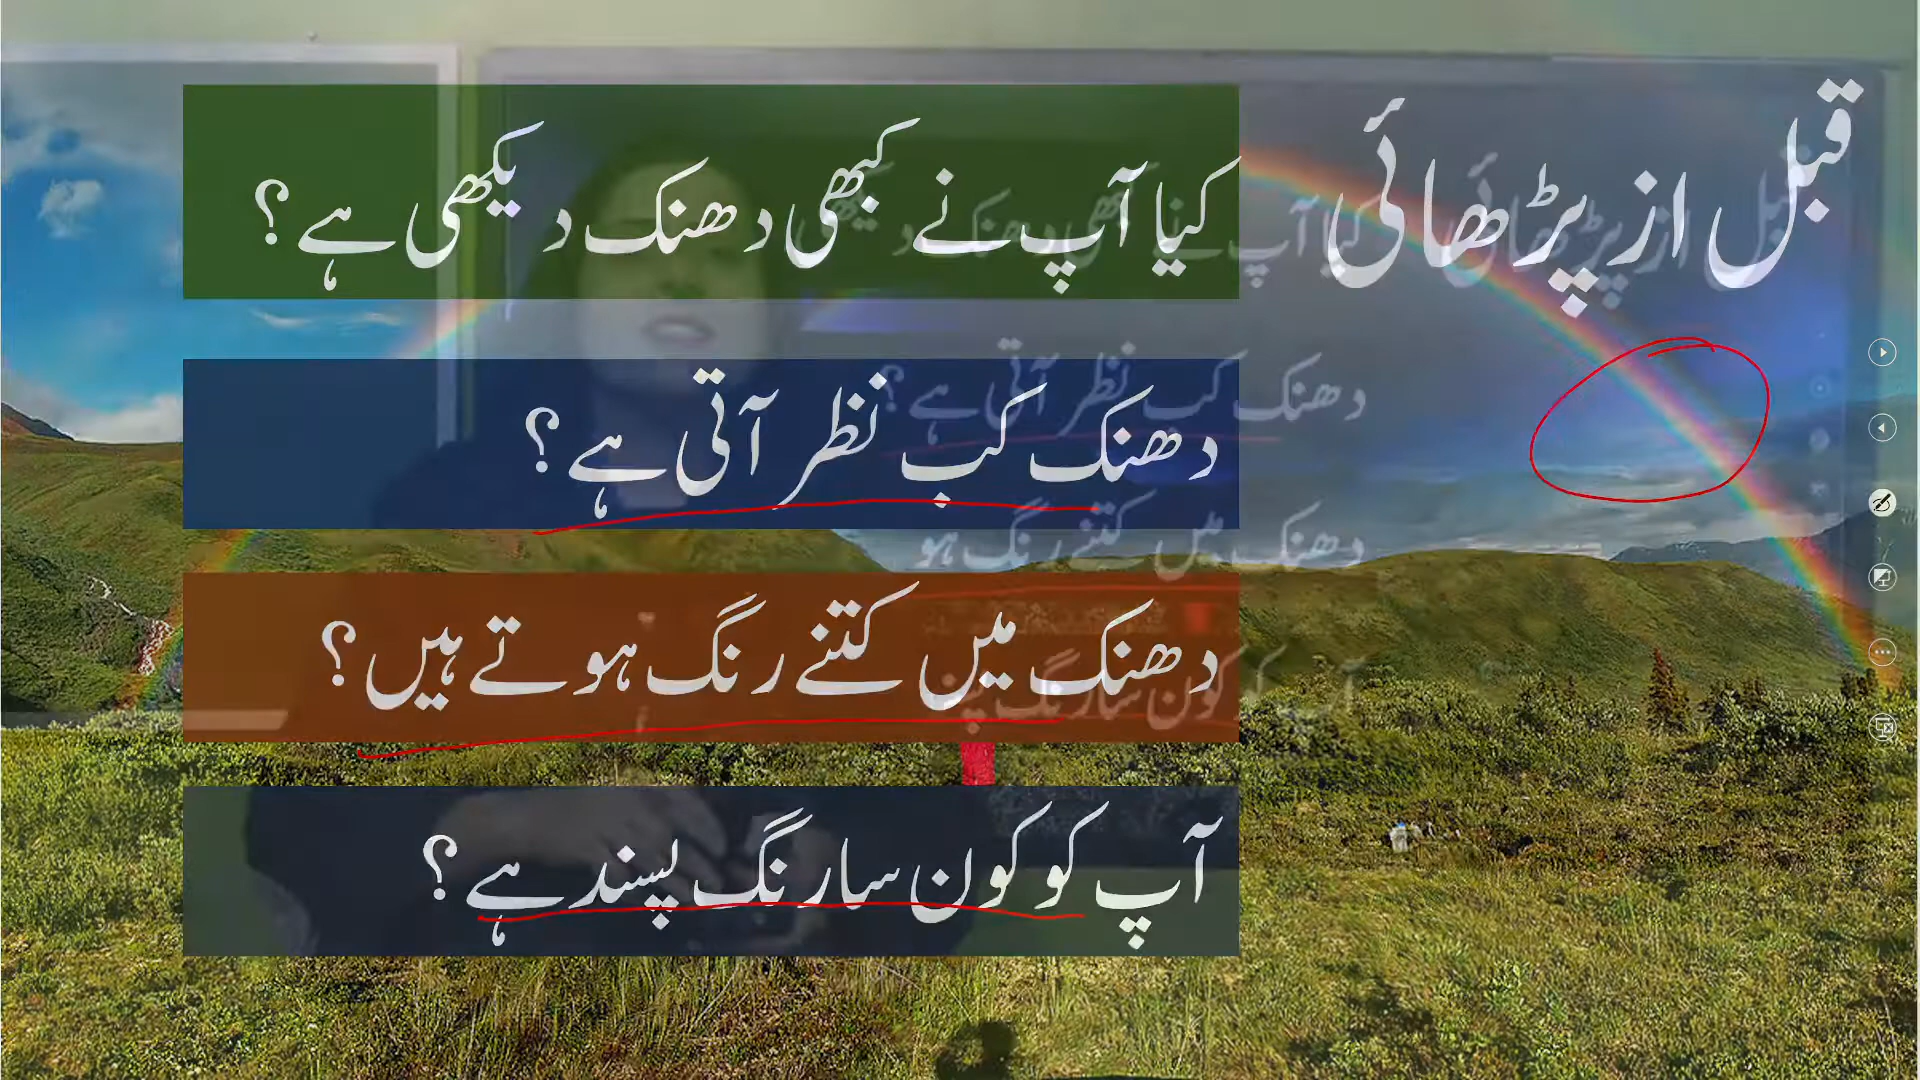 قبل از پڑھائی
کیا آپ نے کبھی دھنک دیکھی ہے؟
دھنک کب نظر آتی ہے؟
دھنک میں کتنے رنگ ہوتے ہیں؟
آپ کو کون سا رنگ پسند ہے؟